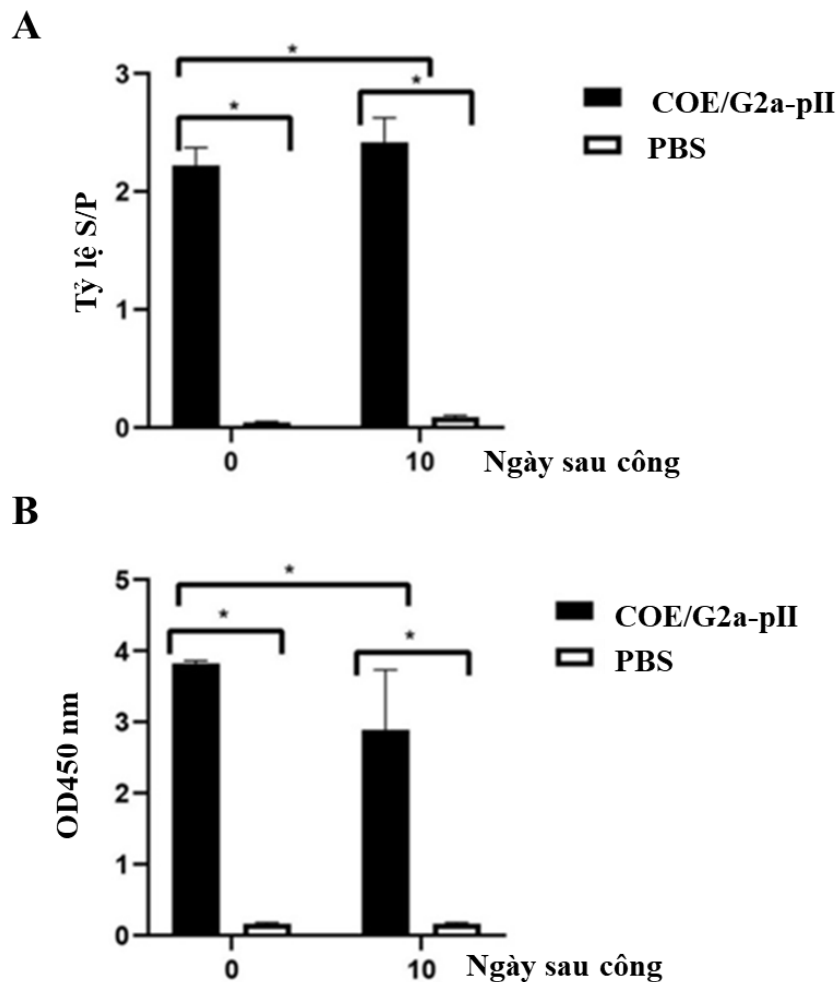 A
*
*
*
3
2
1
0
Tỷ lệ S/P
0
10
Ngày sau công
COE/G2a-pII
PBS
B
*
*
*
5
4
3
2
1
0
OD450 nm
0
10
Ngày sau công
COE/G2a-pII
PBS